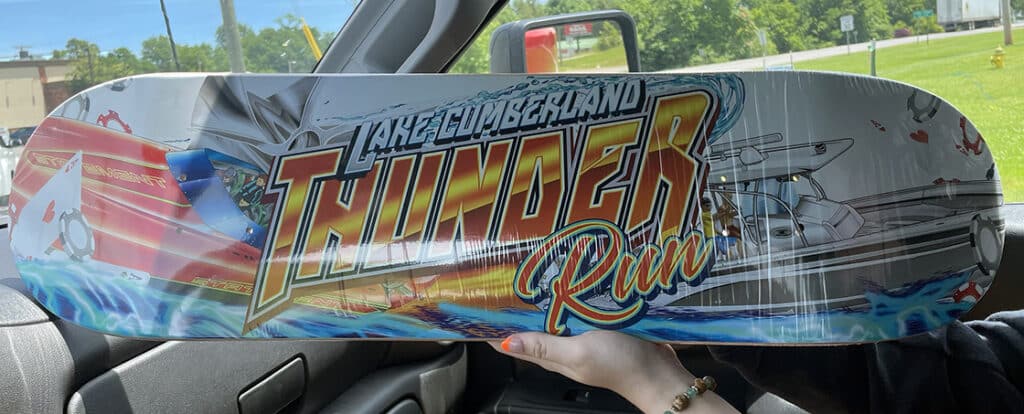 LAKE CUMBERLAND
THUNDER
Run